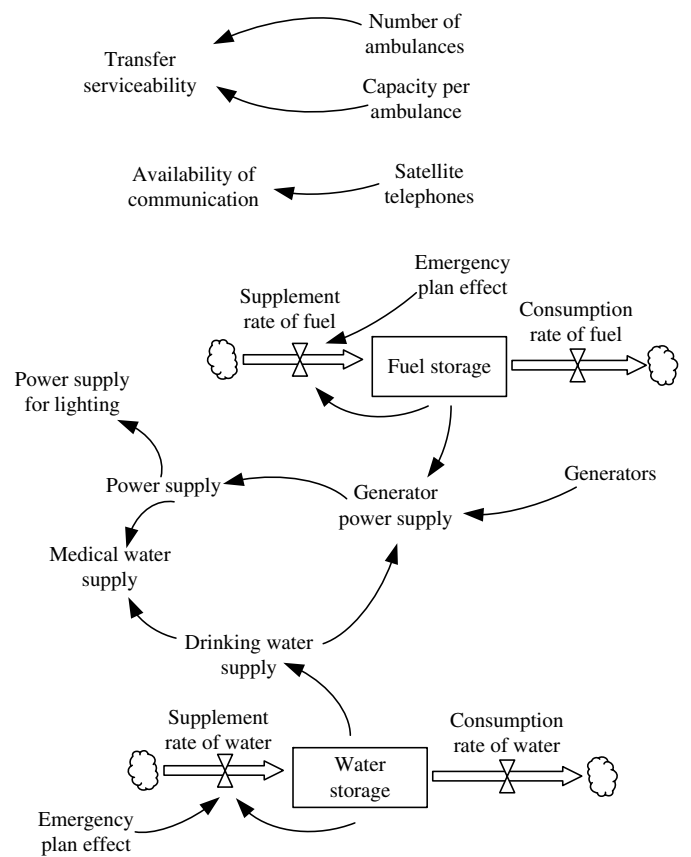 Number of
ambulances
Transfer
serviceability
Capacity per
ambulance
Availability of
communication
Satellite
telephones
Emergency
plan effect
Supplement
rate of fuel
Consumption
rate of fuel
Fuel storage
Power supply
for lighting
Power supply
Generator
power supply
Generators
Medical water
supply
Drinking water
supply
Supplement
rate of water
Consumption
rate of water
Water
storage
Emergency
plan effect